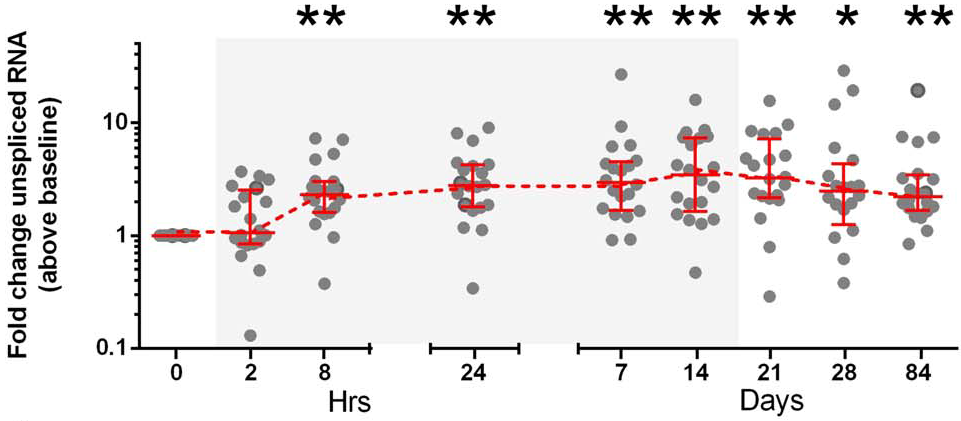 ** ** ** ** ** * **
Fold change unspliced RNA
(above baseline)
10
1
0.1
0 2 8 24 7 14 21 28 84
Hrs Days